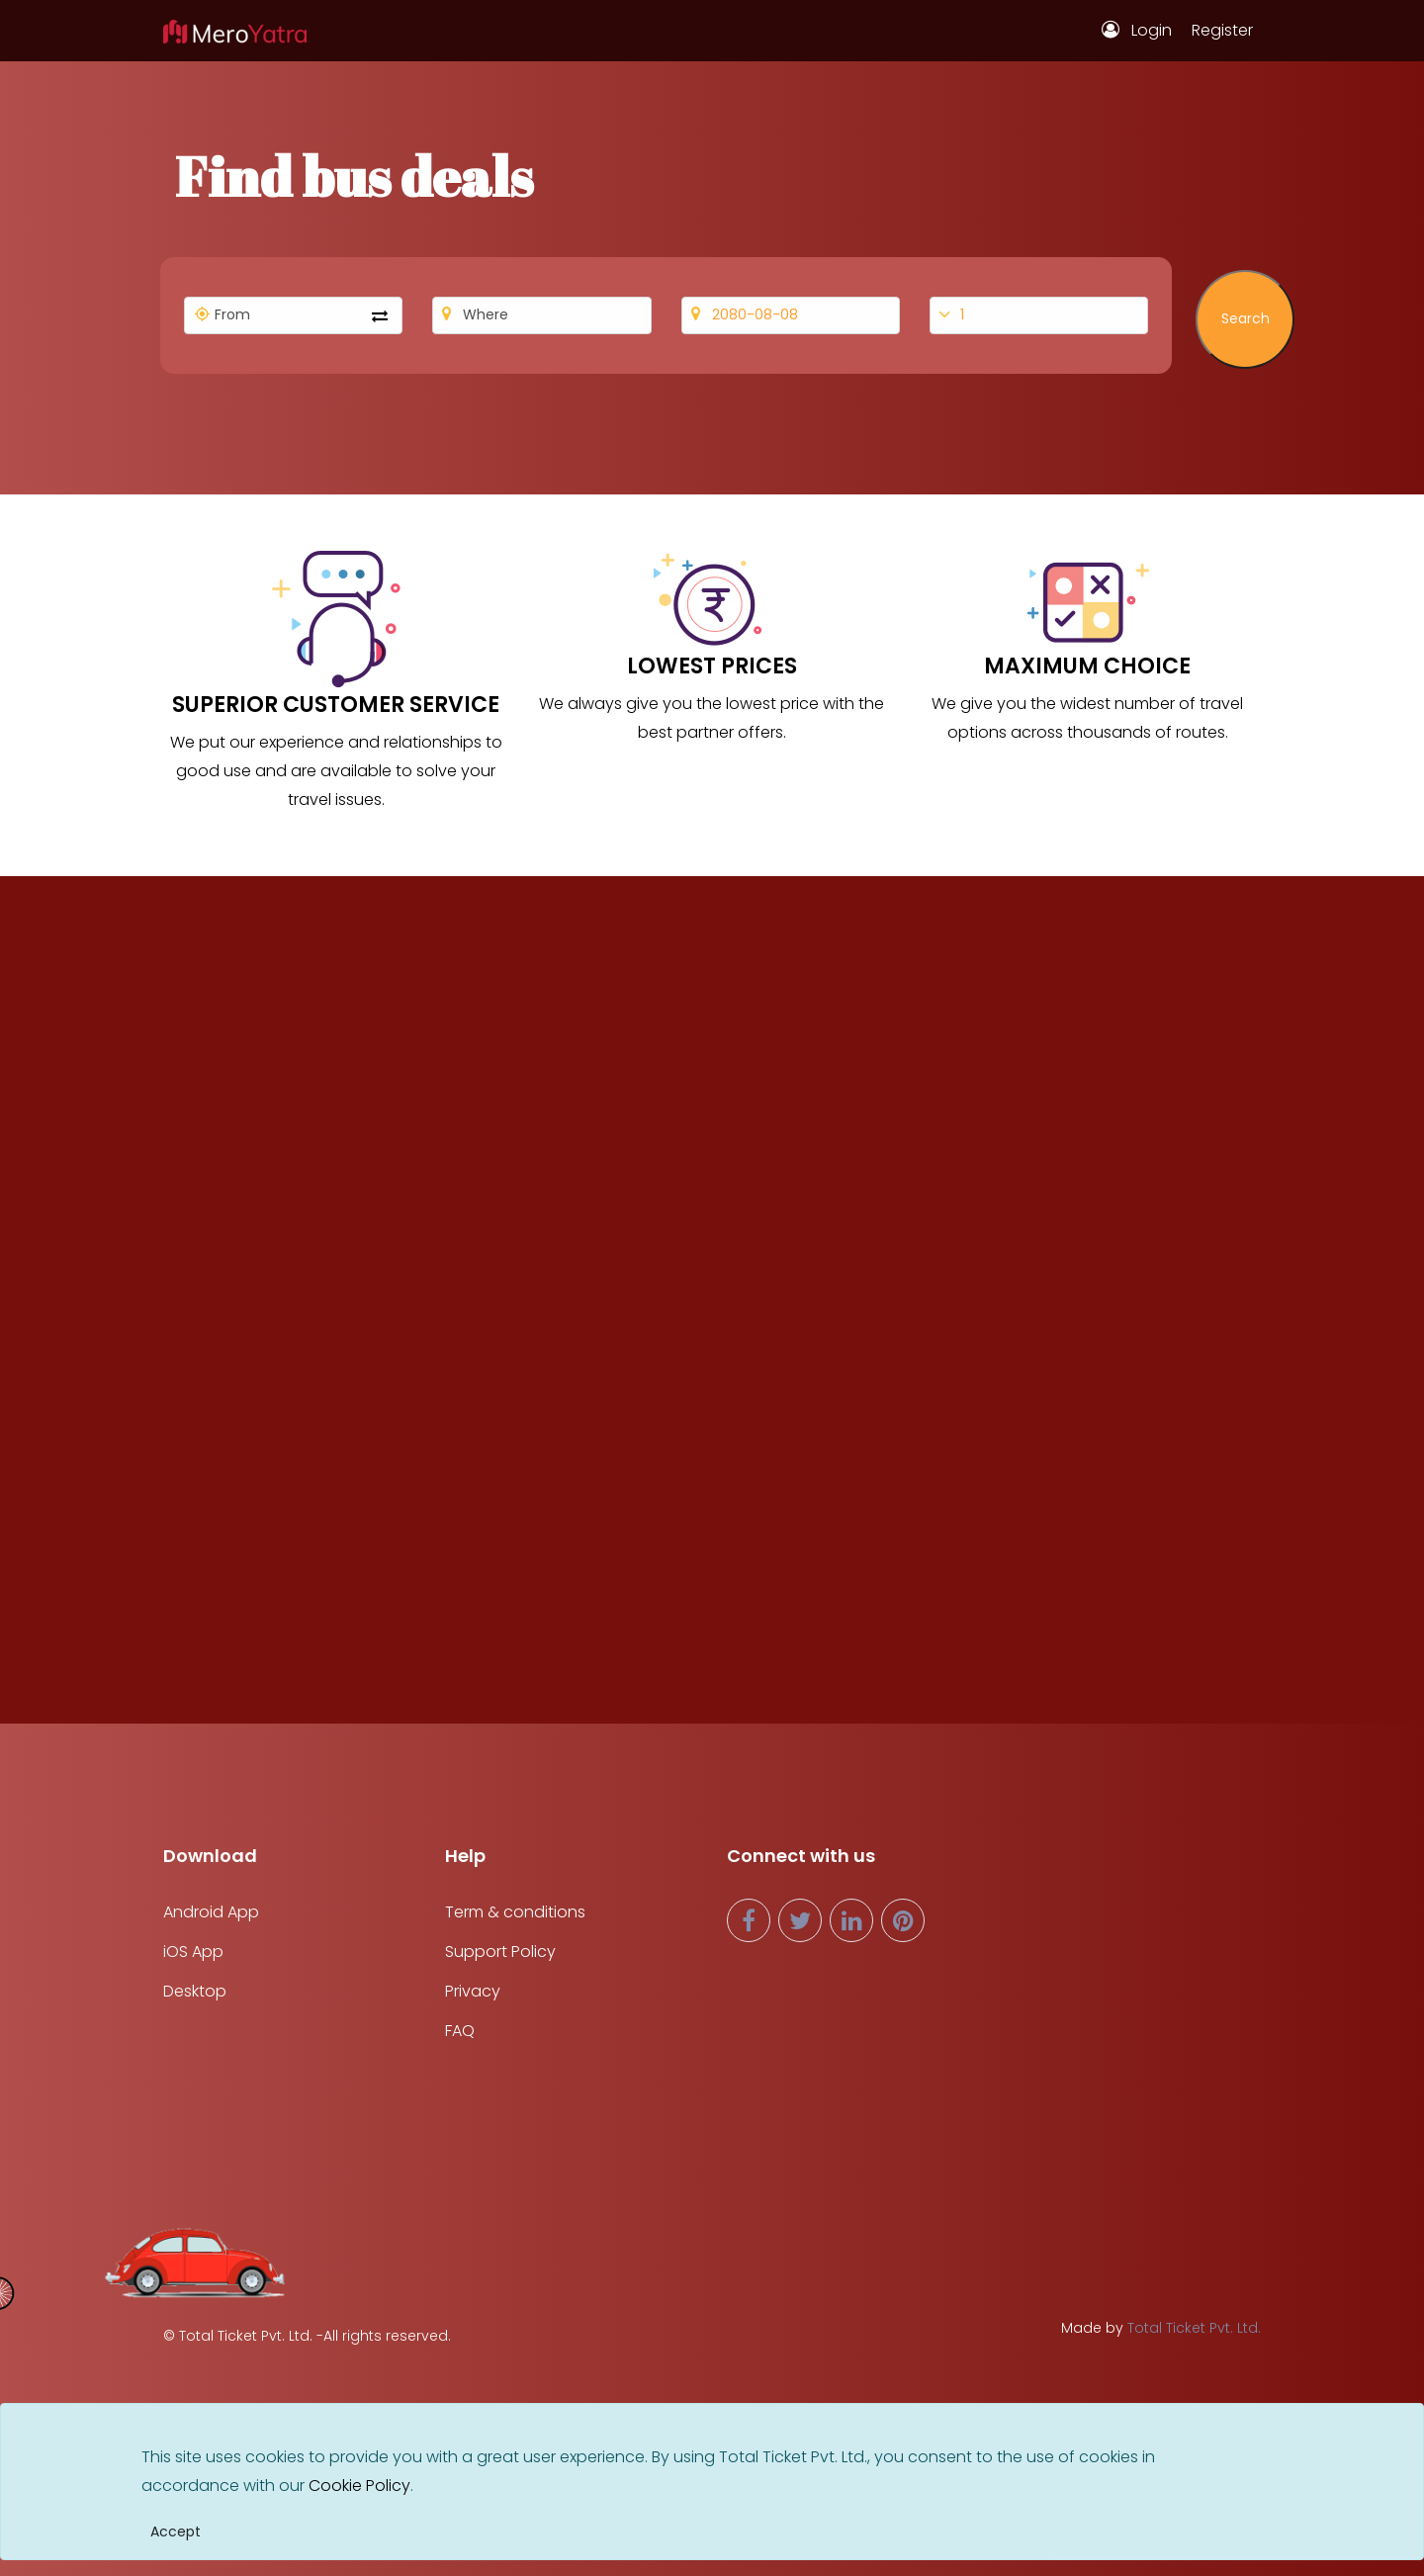 MeroYatra
Login Register
Find bus deals
From Where 2080-08-08 1 Search
SUPERIOR CUSTOMER SERVICE
We put our experience and relationships to
good use and are available to solve your
travel issues.
LOWEST PRICES
We always give you the lowest price with the
best partner offers.
MAXIMUM CHOICE
We give you the widest number of travel
options across thousands of routes.
Download
Android App
iOS App
Desktop
Help
Term & conditions
Support Policy
Privacy
FAQ
Connect with us
© Total Ticket Pvt. Ltd. -All rights reserved.
Made by Total Ticket Pvt. Ltd.
This site uses cookies to provide you with a great user experience. By using Total Ticket Pvt. Ltd., you consent to the use of cookies in
accordance with our Cookie Policy.
Accept